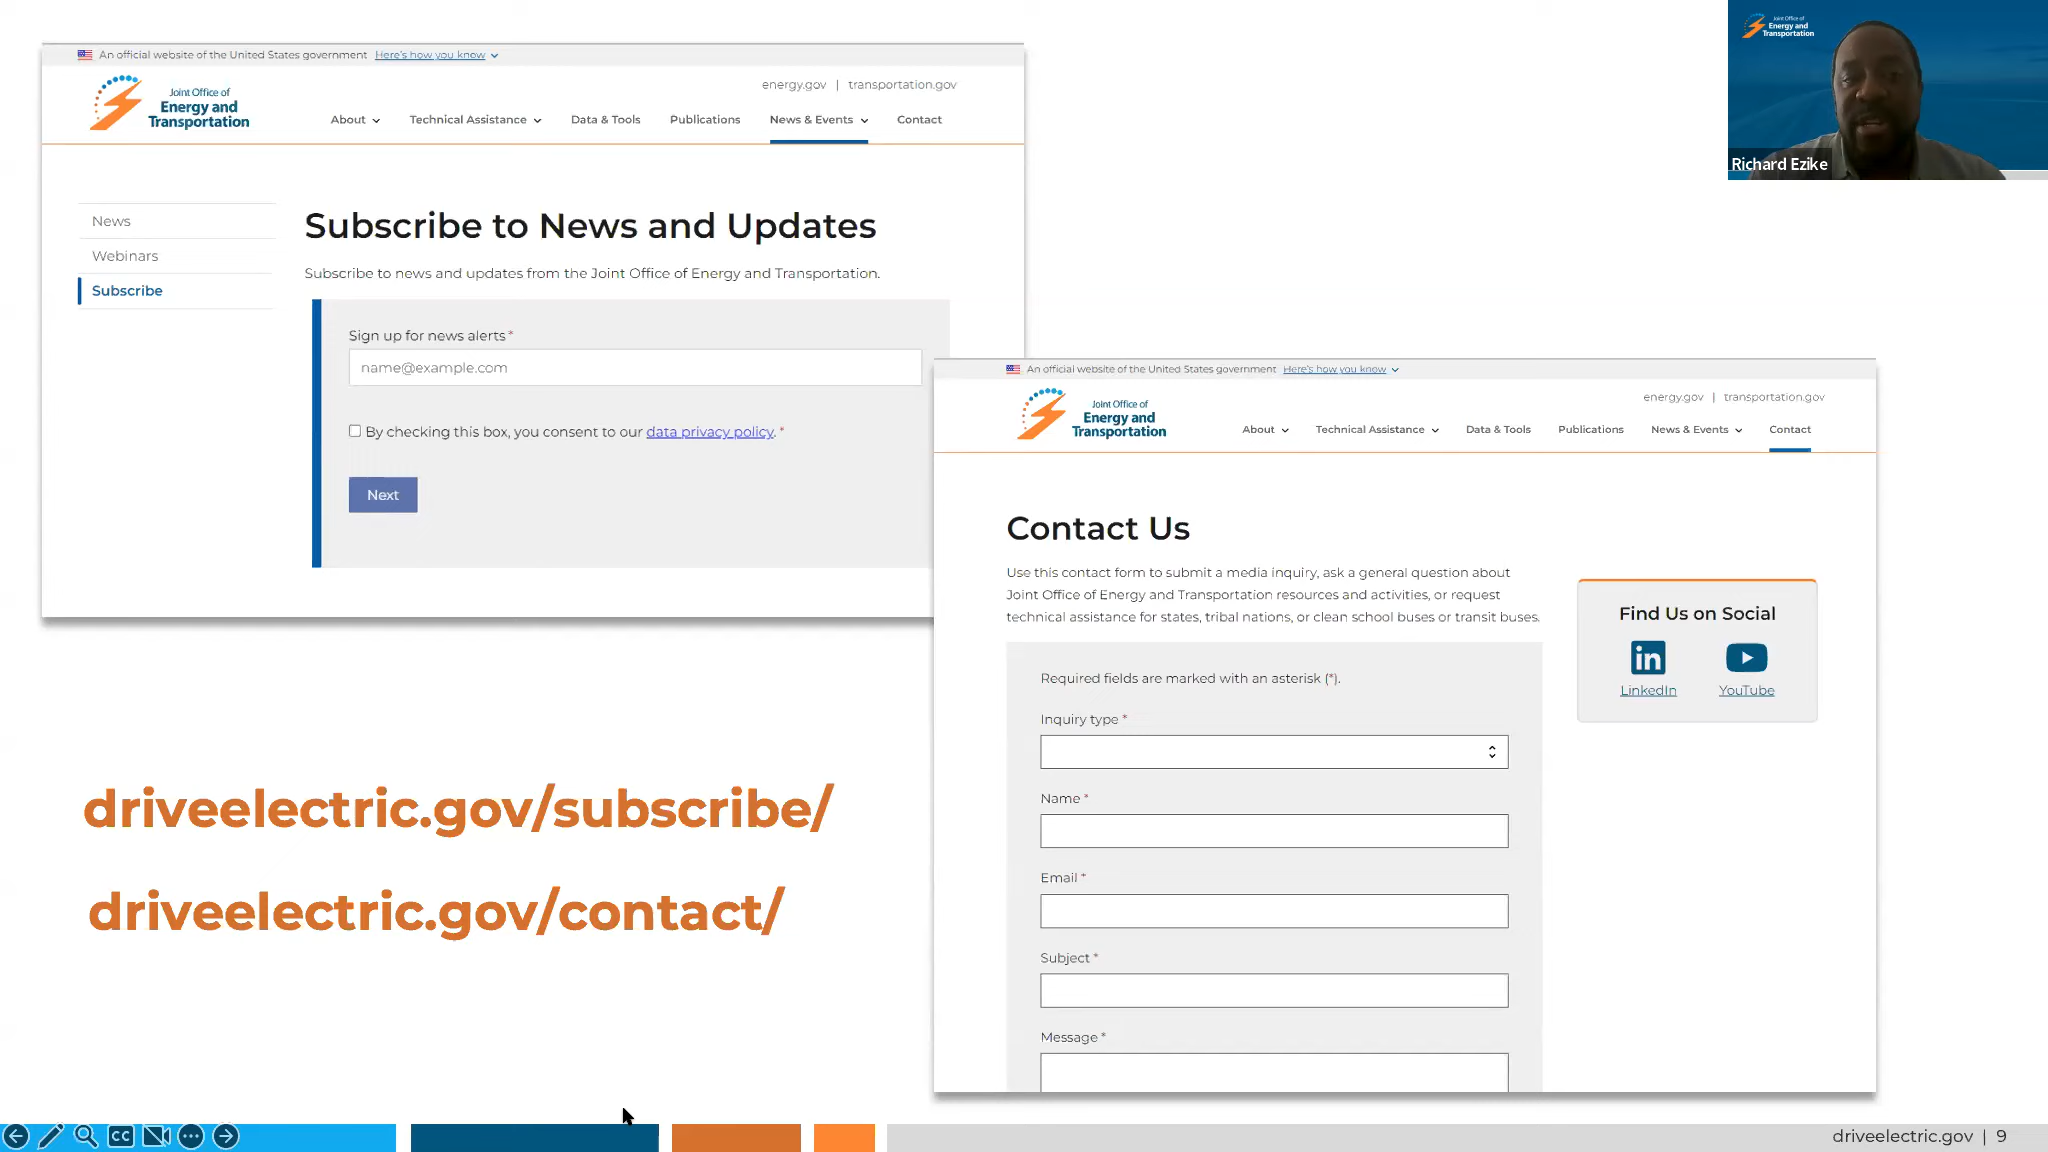 An official website of the United States government Here's how you know
Joint Office of
Energy and
Transportation
energy.gov | transportation.gov
About Technical Assistance Data & Tools Publications News & Events Contact
News
Webinars
Subscribe
Subscribe to News and Updates
Subscribe to news and updates from the Joint Office of Energy and Transportation.
Sign up for news alerts *
name@example.com
By checking this box, you consent to our data privacy policy. *
Next
Joint Office of
Energy and
Transportation
Richard Ezike
An official website of the United States government Here's how you know
Joint Office of
Energy and
Transportation
energy.gov | transportation.gov
About Technical Assistance Data & Tools Publications News & Events Contact
Contact Us
Use this contact form to submit a media inquiry, ask a general question about
Joint Office of Energy and Transportation resources and activities, or request
technical assistance for states, tribal nations, or clean school buses or transit buses.
Required fields are marked with an asterisk (*).
Inquiry type *
Name *
Email *
Subject *
Message *
Find Us on Social
LinkedIn YouTube
driveelectric.gov/subscribe/
driveelectric.gov/contact/
CC
driveelectric.gov | 9